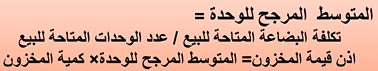 المتوسط المرجح للوحدة =
تكلفة البضاعة المتاحة للبيع / عدد الوحدات المتاحة للبيع
اذن قيمة المخزون= المتوسط المرجح للوحدة× كمية المخزون